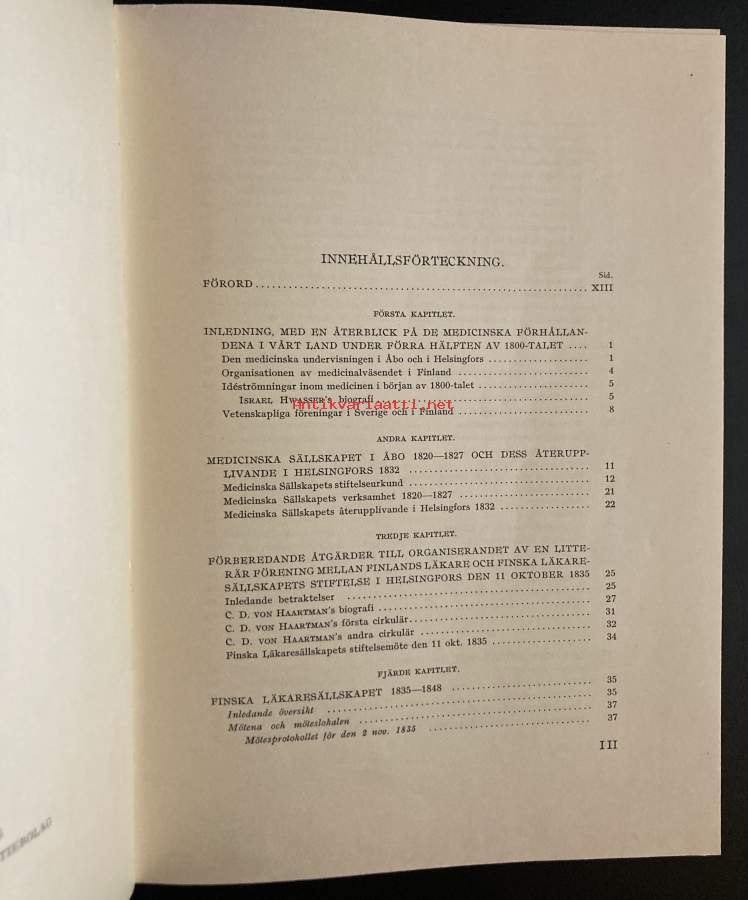 INNEHÅLLSFÖRTECKNING.
Sid.
FÖRORD ........ XIII
FÖRSTA KAPITLET.
INLEDNING, MED EN ÅTERBLICK PÅ DE MEDICINSKA FÖRHÅLLAN-
DENA I VÅRT LAND UNDER FÖRRA HÄLFTEN AV 1800-TALET .... 1
Den medicinska undervisningen i Åbo och i Helsingfors ........ 1
Organisationen av medicinalväsendet i Finland ........ 4
Idéströmningar inom medicinen i början av 1800-talet ........ 5
ISRAEL HWASSER's biografi ........ 5
Antikvariaatti.net
Vetenskapliga föreningar i Sverige och i Finland ........ 8
ANDRA KAPITLET.
MEDICINSKA SÄLLSKAPET I ÅBO 1820—1827 OCH DESS ÅTERUPP-
LIVANDE I HELSINGFORS 1832 ........ 11
Medicinska Sällskapets stiftelseurkund ........ 12
Medicinska Sällskapets verksamhet 1820—1827 ........ 21
Medicinska Sällskapets återupplivande i Helsingfors 1832 ........ 22
TREDJE KAPITLET.
FÖRBEREDANDE ÅTGÄRDER TILL ORGANISERANDET AV EN LITTE-
RÄR FÖRENING MELLAN FINLANDS LÄKARE OCH FINSKA LÄKARE-
SÄLLSKAPETS STIFTELSE I HELSINGFORS DEN 11 OKTOBER 1835 25
Inledande betraktelser ........ 25
C. D. VON HAARTMAN's biografi ........ 27
C. D. VON HAARTMAN's första cirkulär ........ 31
C. D. VON HAARTMAN's andra cirkulär ........ 32
Finska Läkaresällskapets stiftelsemöte den 11 okt. 1835 ........ 34
FJÄRDE KAPITLET.
FINSKA LÄKARESÄLLSKAPET 1835—1848 ........ 35
Inledande översikt ........ 35
Mötena och möteslokalen ........ 37
Mötesprotokollet för den 2 nov. 1835 ........ 37
III